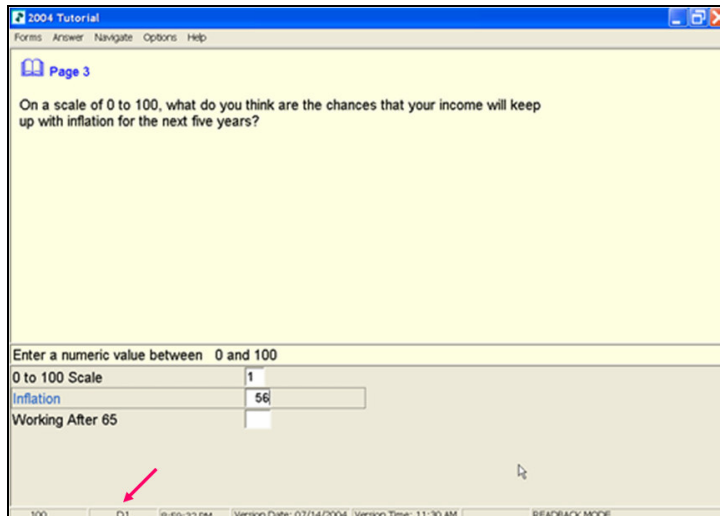 2004 Tutorial
Forms Answer Navigate Options Help
Page 3
On a scale of 0 to 100, what do you think are the chances that your income will keep
up with inflation for the next five years?
Enter a numeric value between 0 and 100
0 to 100 Scale 1
Inflation 56
Working After 65
100 D1 PM Version Date: 07/14/2004 Version Time: 11:30 AM READBACK MODE